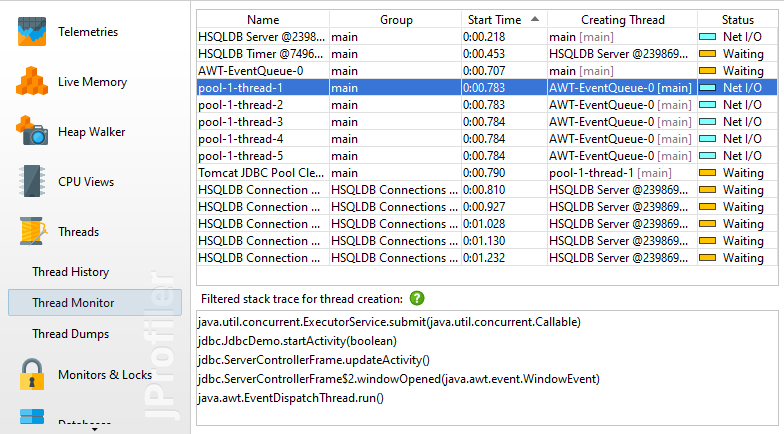 Telemetries
Live Memory
Heap Walker
CPU Views
Threads
Thread History
Thread Monitor
Thread Dumps
Monitors & Locks
Databases
JProfiler
Name Group Start Time Creating Thread Status
HSQLDB Server @2398... main 0:00.218 main [main] Net I/O
HSQLDB Timer @7496... main 0:00.453 HSQLDB Server @239869... Waiting
AWT-EventQueue-0 main 0:00.707 main [main] Waiting
pool-1-thread-1 main 0:00.783 AWT-EventQueue-0 [main] Net I/O
pool-1-thread-2 main 0:00.783 AWT-EventQueue-0 [main] Net I/O
pool-1-thread-3 main 0:00.784 AWT-EventQueue-0 [main] Net I/O
pool-1-thread-4 main 0:00.784 AWT-EventQueue-0 [main] Net I/O
pool-1-thread-5 main 0:00.784 AWT-EventQueue-0 [main] Net I/O
Tomcat JDBC Pool Cle... main 0:00.790 pool-1-thread-1 [main] Waiting
HSQLDB Connection ... HSQLDB Connections ... 0:00.810 HSQLDB Server @239869... Waiting
HSQLDB Connection ... HSQLDB Connections ... 0:00.927 HSQLDB Server @239869... Waiting
HSQLDB Connection ... HSQLDB Connections ... 0:01.028 HSQLDB Server @239869... Waiting
HSQLDB Connection ... HSQLDB Connections ... 0:01.130 HSQLDB Server @239869... Waiting
HSQLDB Connection ... HSQLDB Connections ... 0:01.232 HSQLDB Server @239869... Waiting
Filtered stack trace for thread creation: ?
java.util.concurrent.ExecutorService.submit(java.util.concurrent.Callable)
jdbc.JdbcDemo.startActivity(boolean)
jdbc.ServerControllerFrame.updateActivity()
jdbc.ServerControllerFrame$2.windowOpened(java.awt.event.WindowEvent)
java.awt.EventDispatchThread.run()